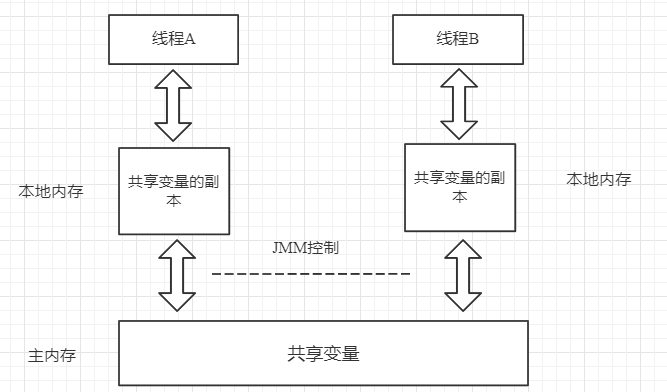 线程A
线程B
共享变量的副
本
共享变量的副
本
本地内存
本地内存
JMM控制
共享变量
主内存